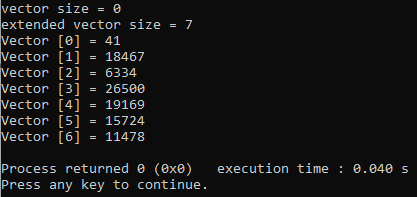 vector size = 0
extended vector size = 7
Vector [0] = 41
Vector [1] = 18467
Vector [2] = 6334
Vector [3] = 26500
Vector [4] = 19169
Vector [5] = 15724
Vector [6] = 11478
Process returned 0 (0x0)   execution time : 0.040 s
Press any key to continue.